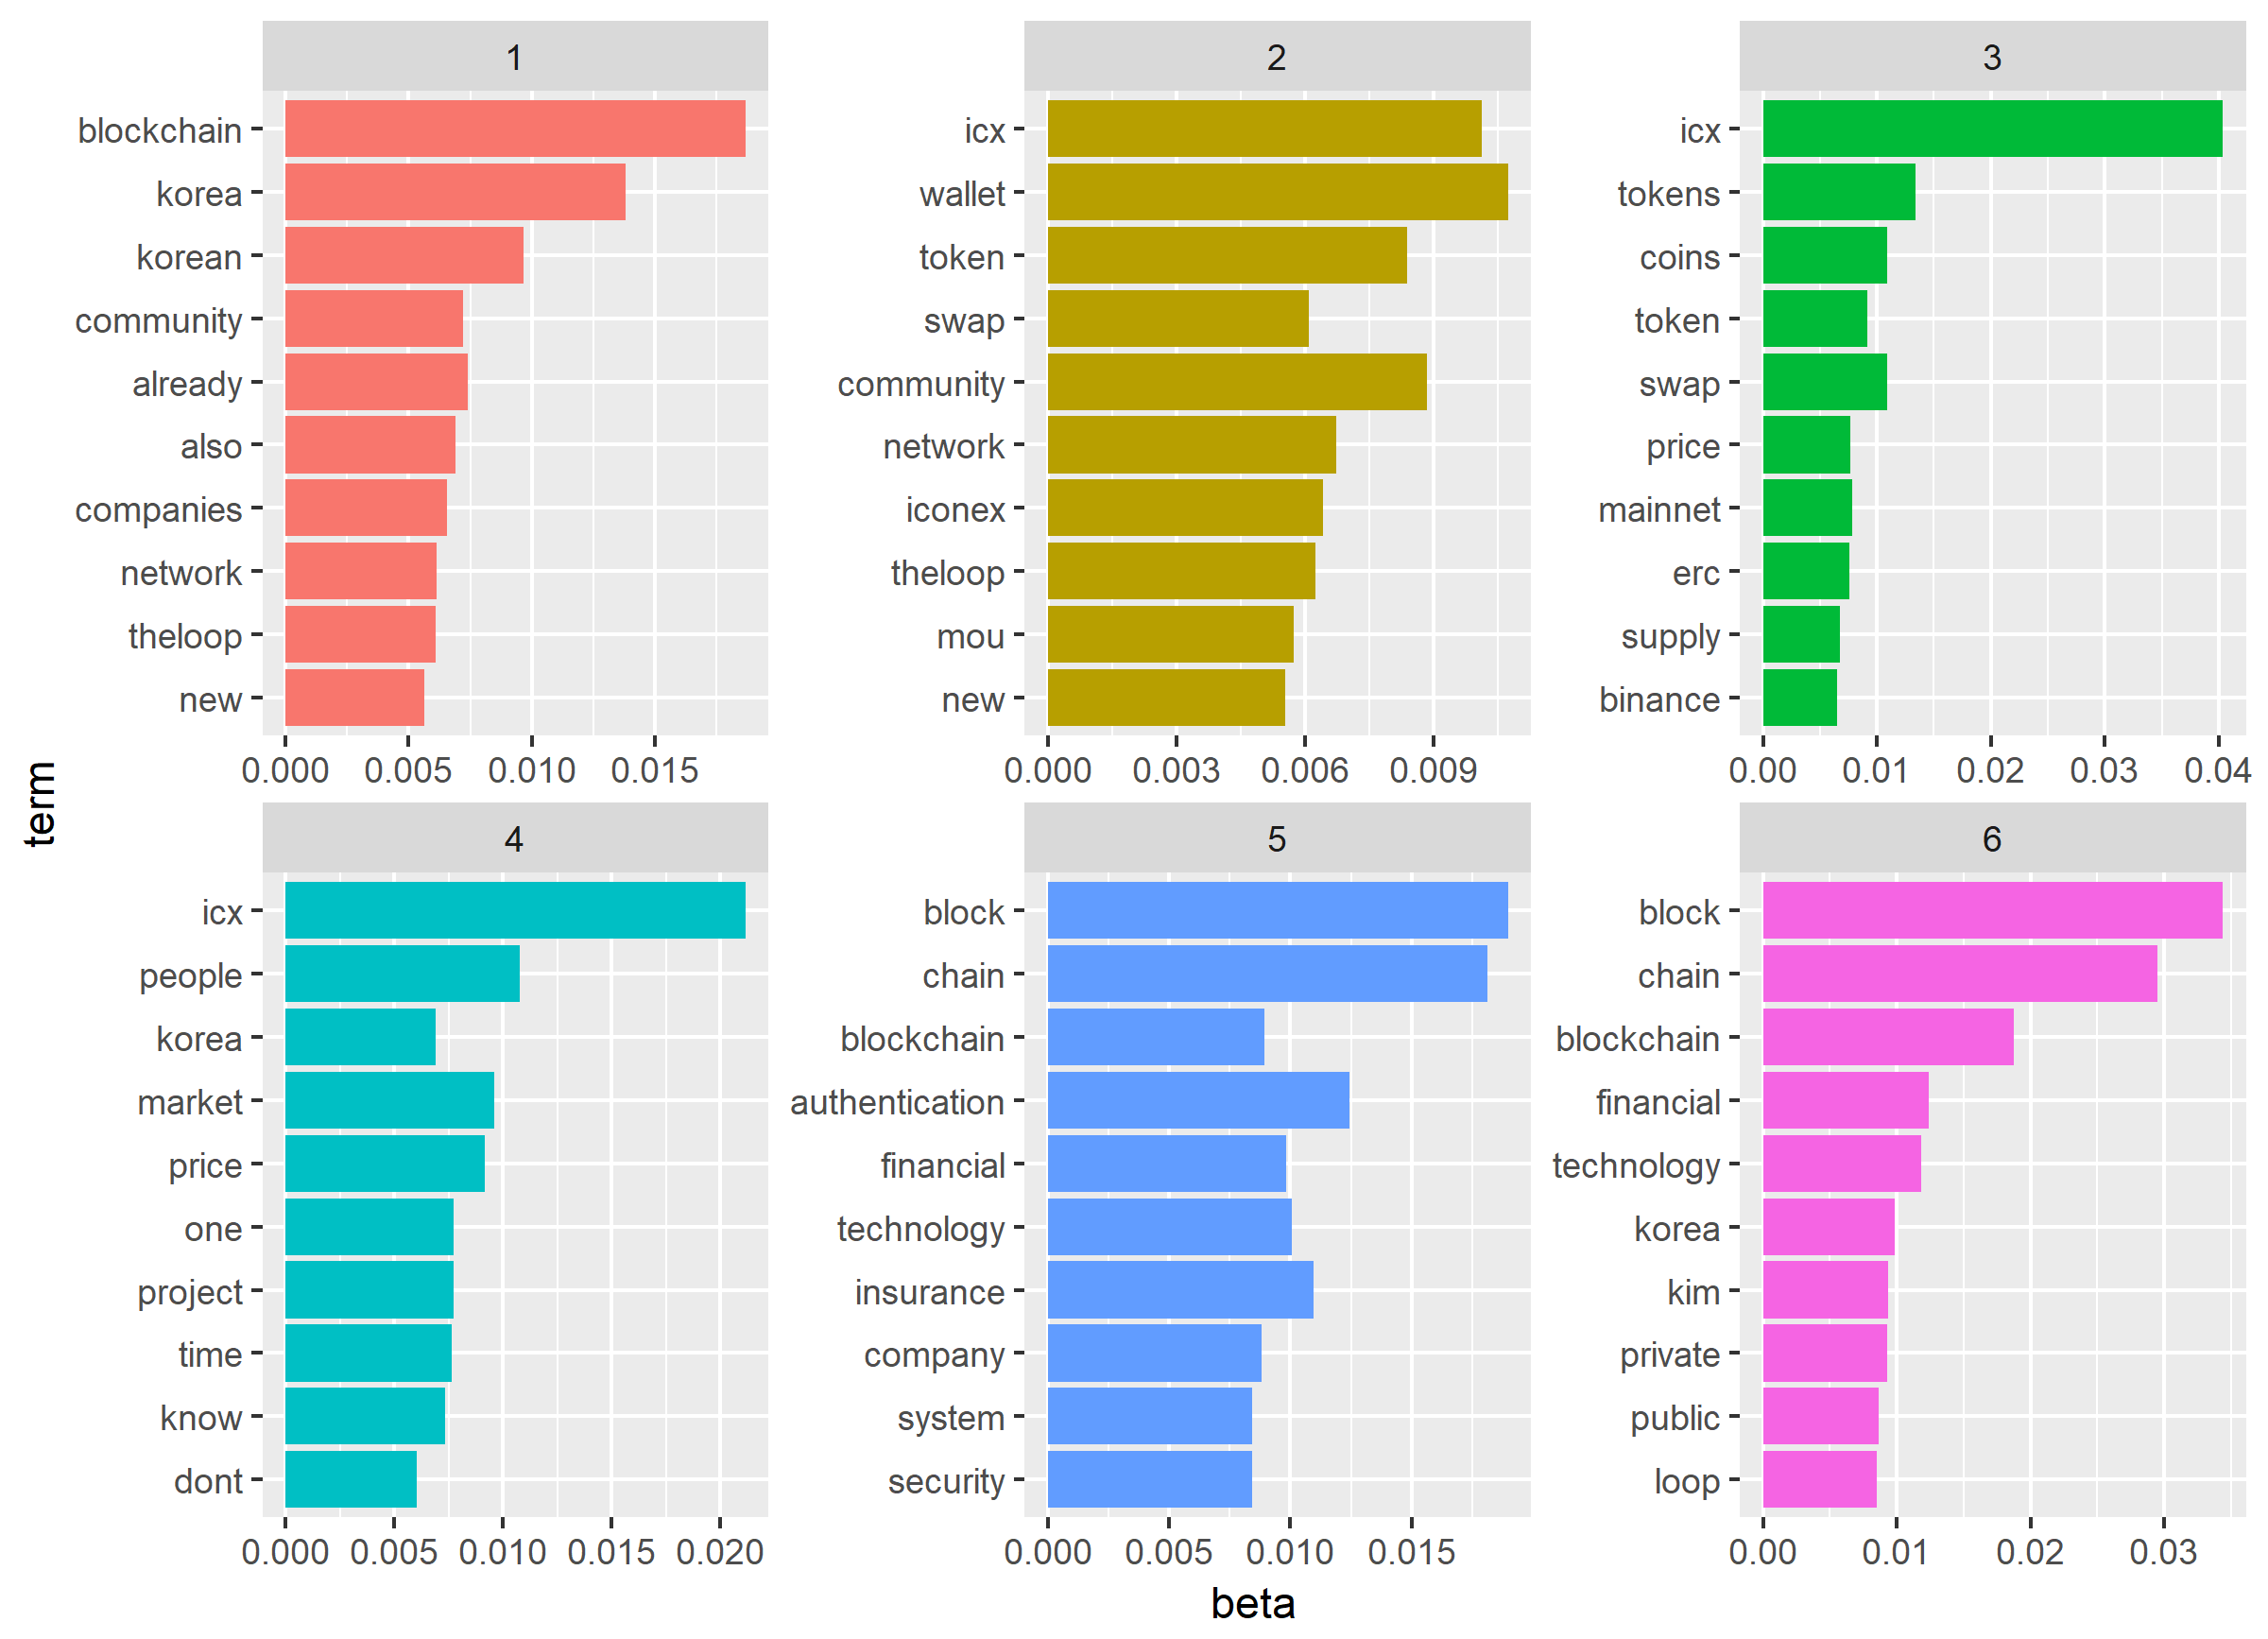 1
blockchain
korea
korean
community
already
also
companies
network
theloop
new
0.000 0.005 0.010 0.015
2
icx
wallet
token
swap
community
network
iconex
theloop
mou
new
0.000 0.003 0.006 0.009
3
icx
tokens
coins
token
swap
price
mainnet
erc
supply
binance
0.00 0.01 0.02 0.03 0.04
term
4
icx
people
korea
market
price
one
project
time
know
dont
0.000 0.005 0.010 0.015 0.020
5
block
chain
blockchain
authentication
financial
technology
insurance
company
system
security
0.000 0.005 0.010 0.015
6
block
chain
blockchain
financial
technology
korea
kim
private
public
loop
0.00 0.01 0.02 0.03
beta